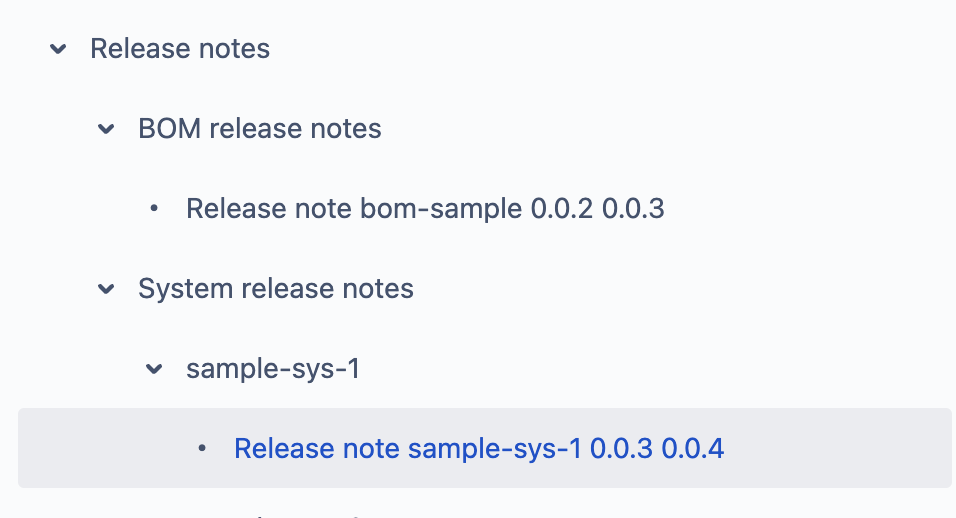 Release notes
BOM release notes
Release note bom-sample 0.0.2 0.0.3
System release notes
sample-sys-1
Release note sample-sys-1 0.0.3 0.0.4